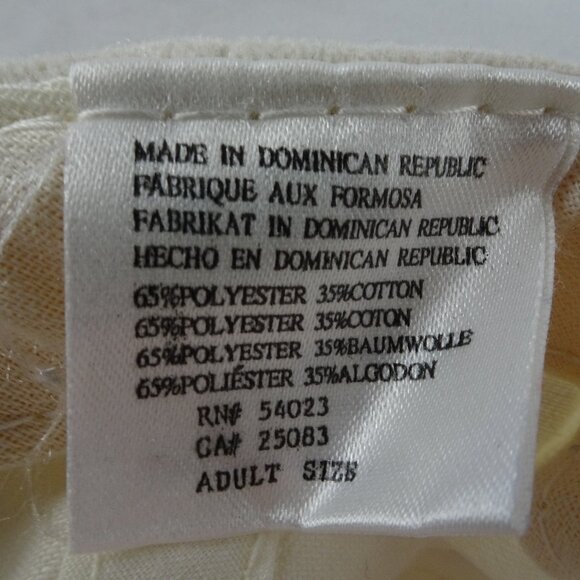 MADE IN DOMINICAN REPUBLIC
FABRIQUE AUX FORMOSA
FABRIKAT IN DOMINICAN REPUBLIC
HECHO EN DOMINICAN REPUBLIC
65%POLYESTER 35%COTTON
65%POLYESTER 35%COTON
65%POLYESTER 35%BAUMWOLLE
65%POLIÉSTER 35%ALGODON
RN# 54023
CA# 25083
ADULT SIZE